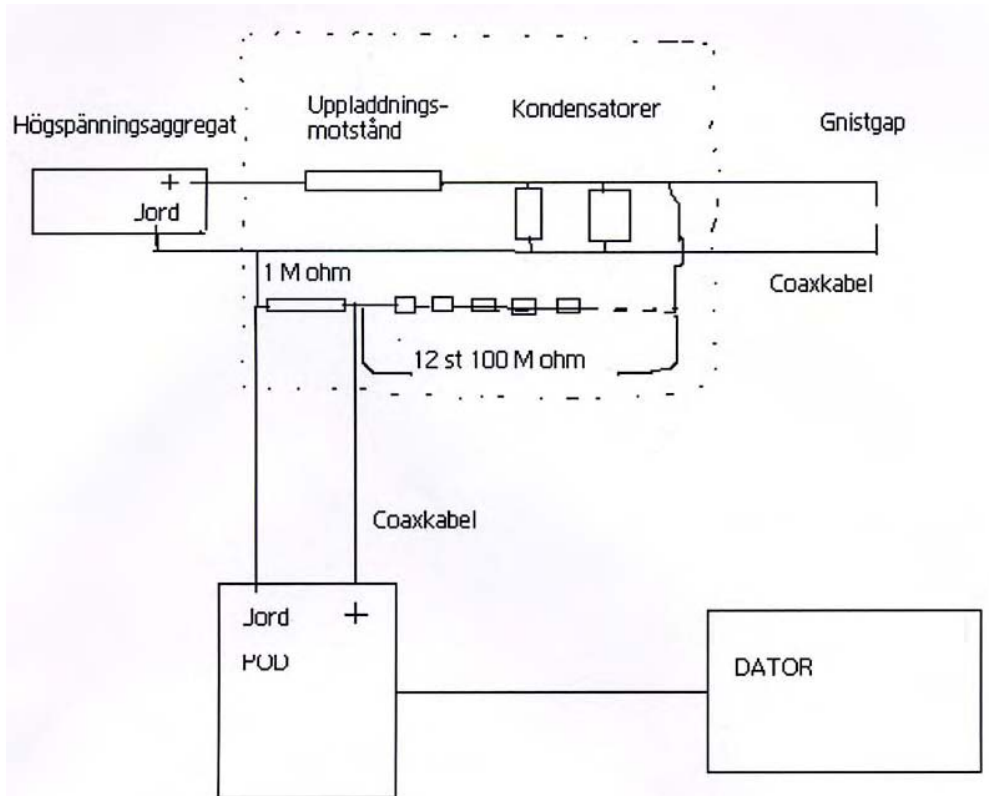 Högspänningsaggregat
Uppladdnings-
motstånd
Kondensatorer
Gnistgap
+
Jord
1 M ohm
Coaxkabel
12 st 100 M ohm
Coaxkabel
Jord +
POD
DATOR